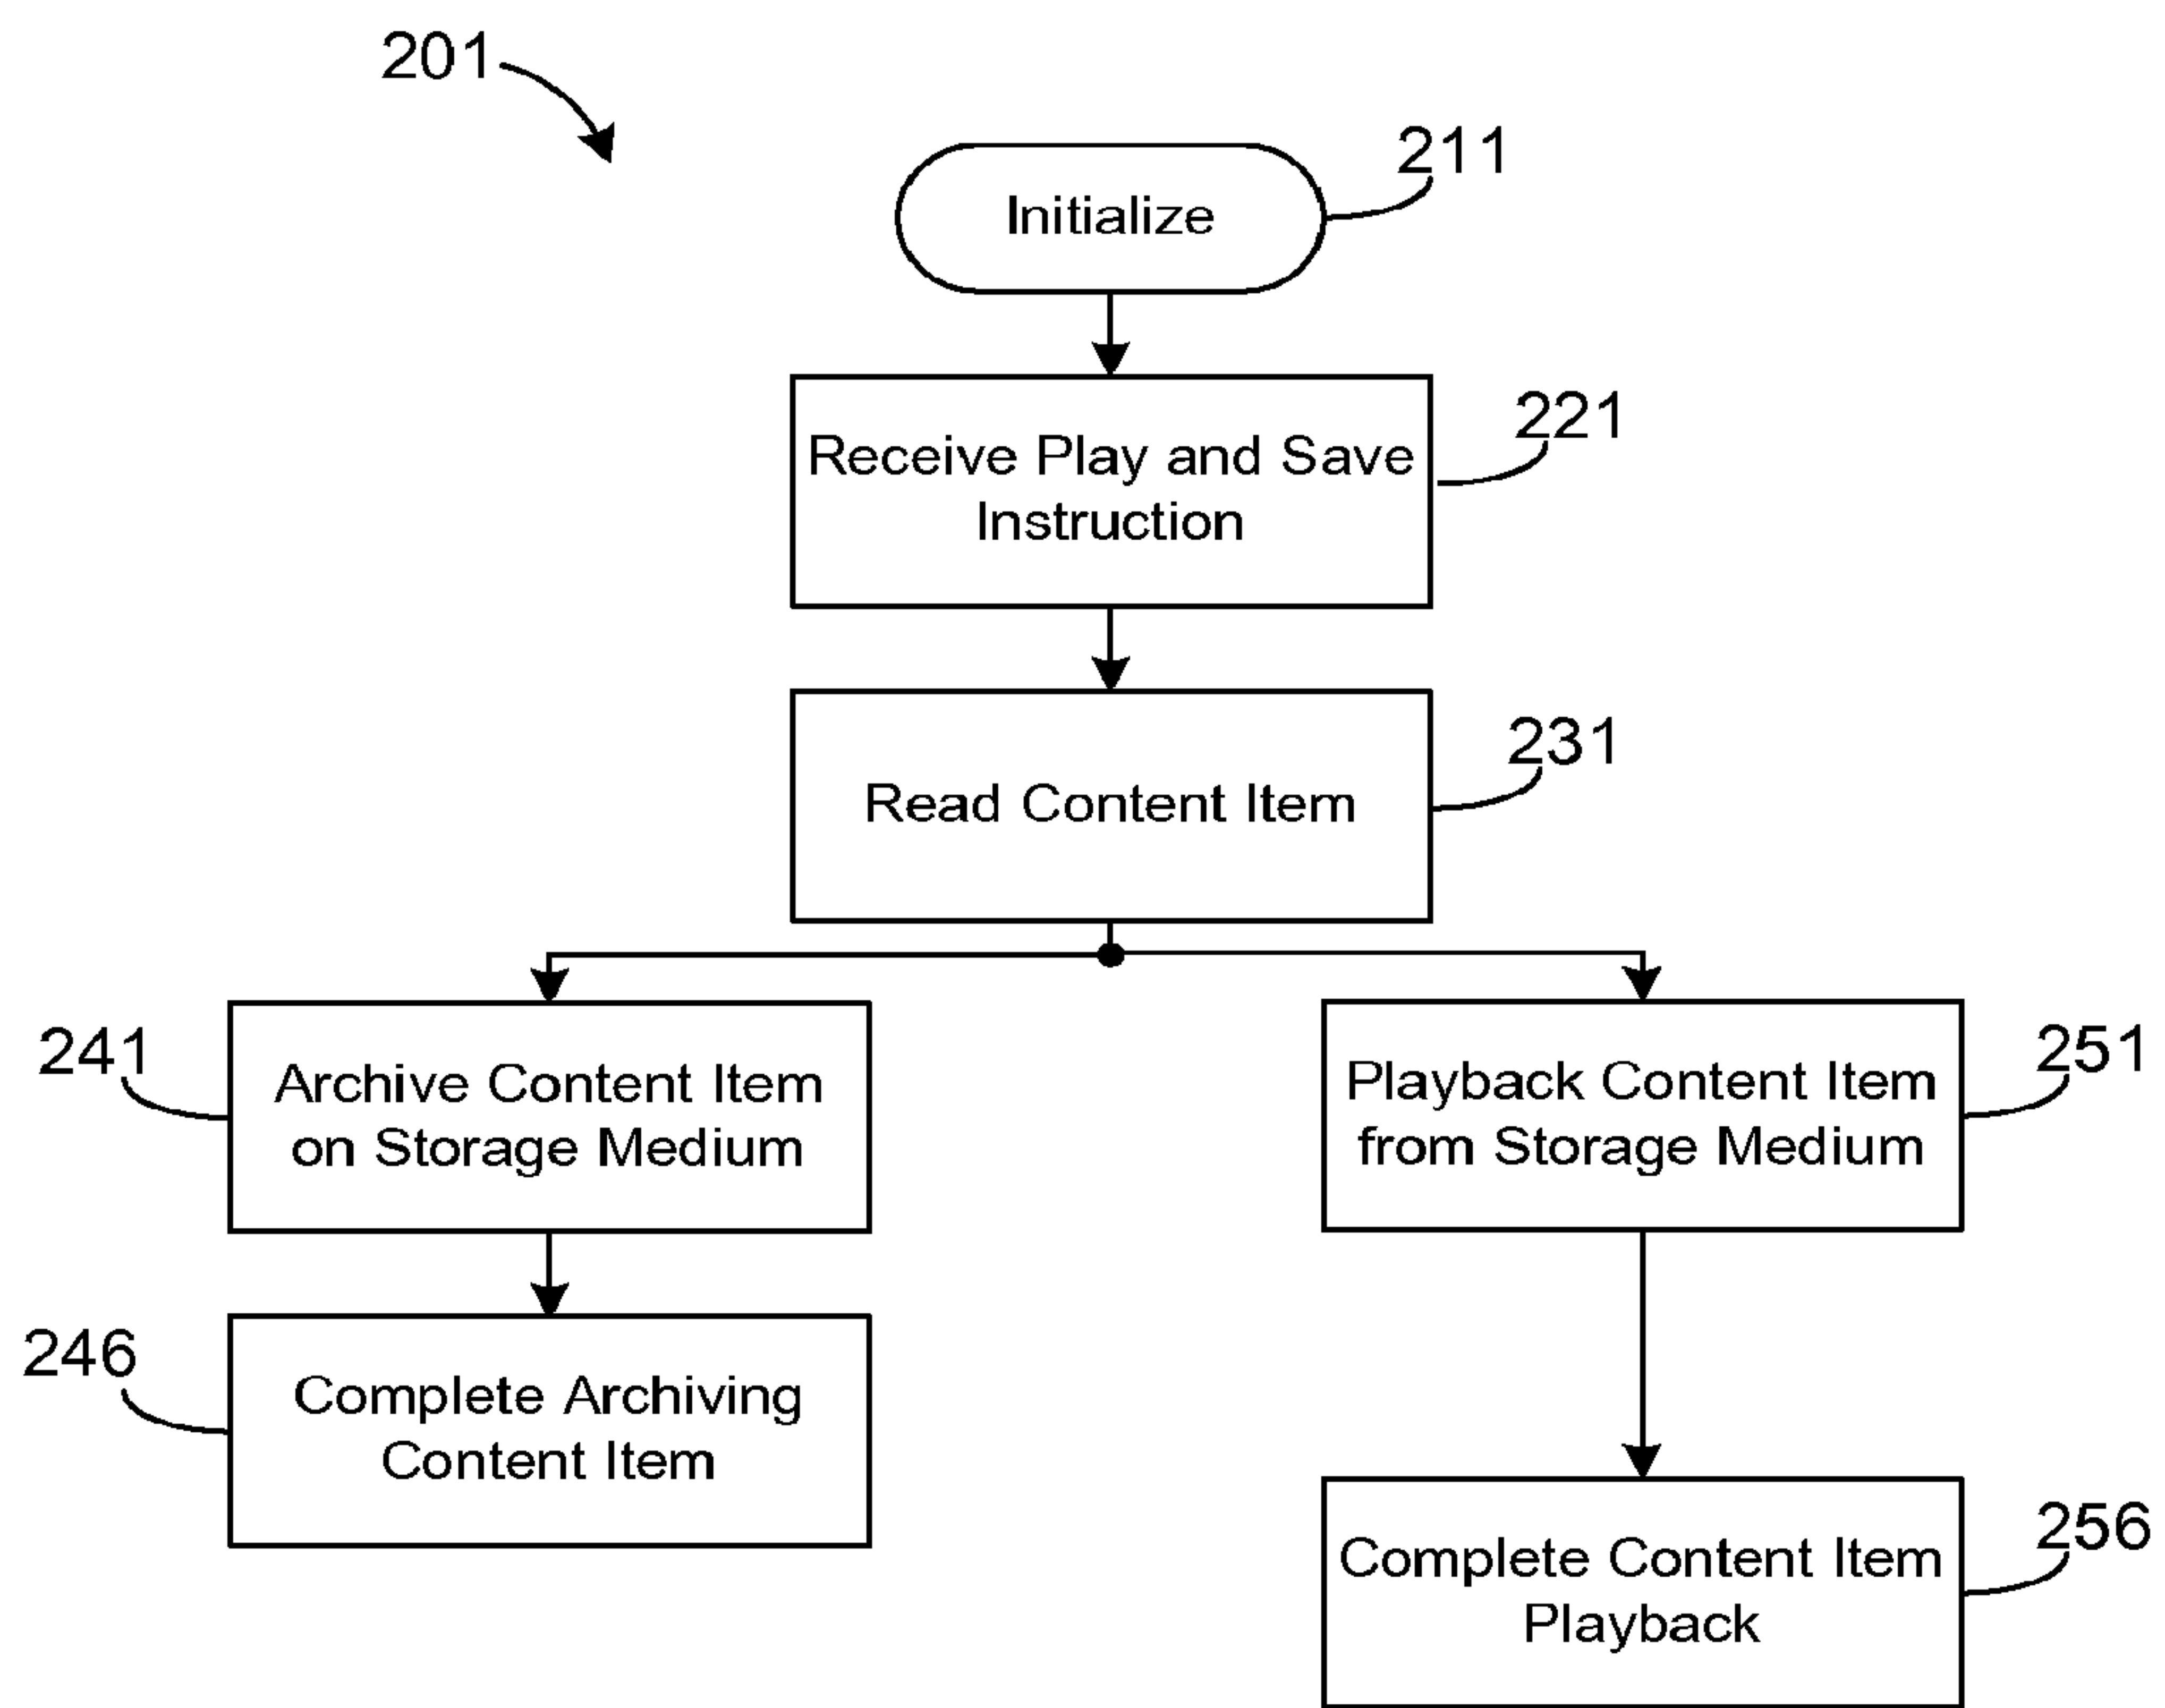 201
211
Initialize
221
Receive Play and Save
Instruction
231
Read Content Item
241
Archive Content Item
on Storage Medium
251
Playback Content Item
from Storage Medium
246
Complete Archiving
Content Item
256
Complete Content Item
Playback